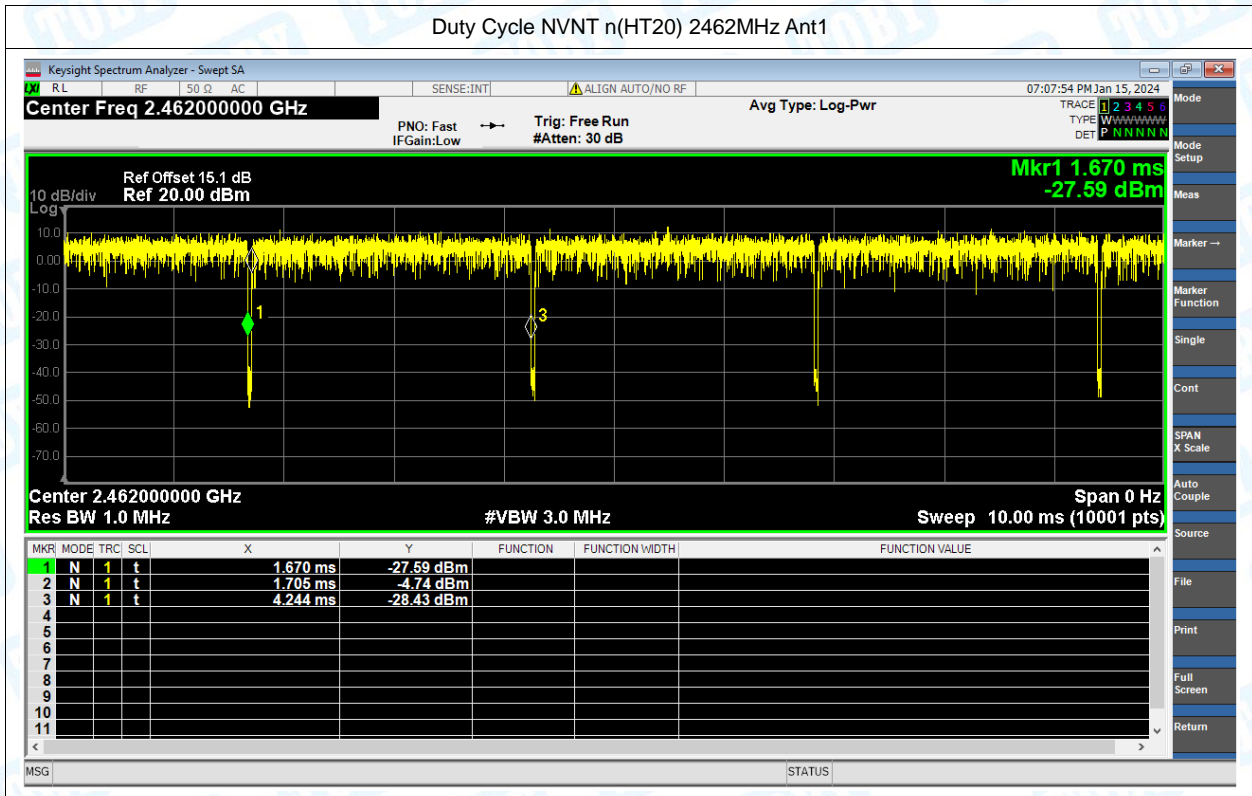 Duty Cycle NVNT n(HT20) 2462MHz Ant1
Keysight Spectrum Analyzer - Swept SA
LXI RL RF 50 Ω AC SENSE:INT ALIGN AUTO/NO RF 07:07:54 PM Jan 15, 2024
Center Freq 2.462000000 GHz Avg Type: Log-Pwr TRACE 1 2 3 4 5 6
PNO: Fast Trig: Free Run TYPE WWWWWW
IFGain:Low #Atten: 30 dB DET P N N N N N
Mkr1 1.670 ms
-27.59 dBm
Ref Offset 15.1 dB
10 dB/div Ref 20.00 dBm
Log
10.0
0.00
-10.0
-20.0
-30.0
-40.0
-50.0
-60.0
-70.0
1
3
Center 2.462000000 GHz Span 0 Hz
Res BW 1.0 MHz #VBW 3.0 MHz Sweep 10.00 ms (10001 pts)
MKR MODE TRC SCL X Y FUNCTION FUNCTION WIDTH FUNCTION VALUE
1 N 1 t 1.670 ms -27.59 dBm
2 N 1 t 1.705 ms -4.74 dBm
3 N 1 t 4.244 ms -28.43 dBm
4
5
6
7
8
9
10
11
MSG STATUS
Mode
Mode
Setup
Meas
Marker →
Marker
Function
Single
Cont
SPAN
X Scale
Auto
Couple
Source
File
Print
Full
Screen
Return
TOBY